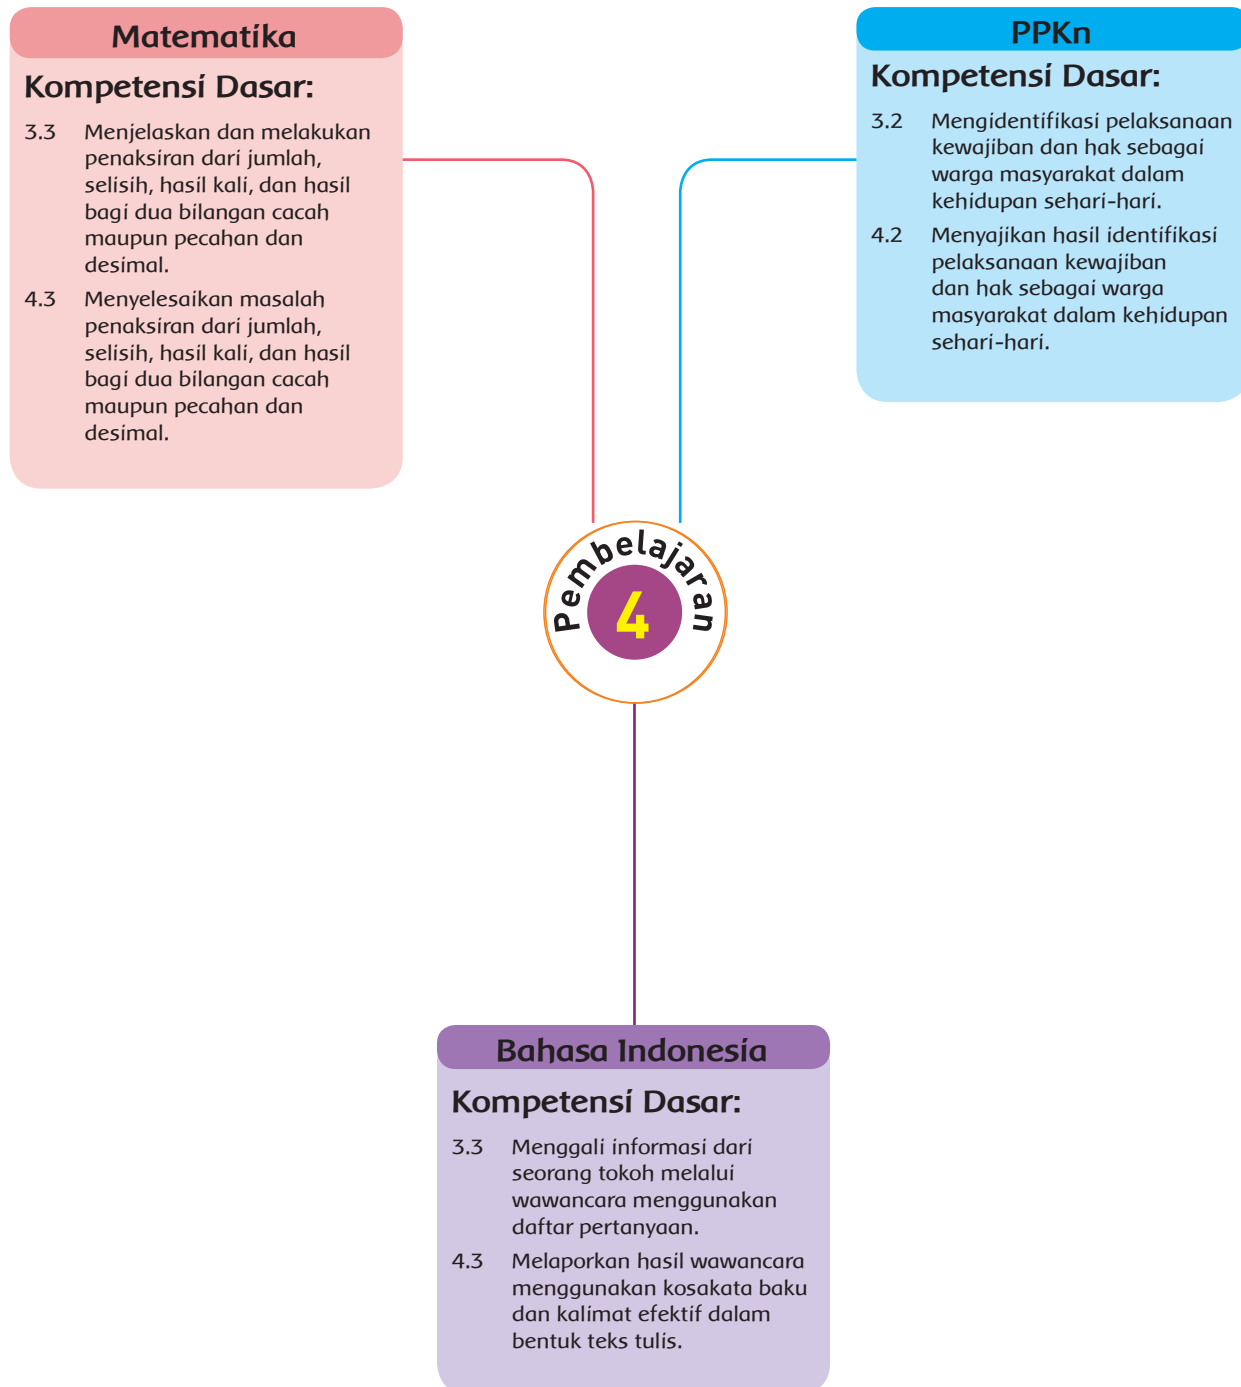 Matematika
Kompetensi Dasar:
3.3 Menjelaskan dan melakukan
penaksiran dari jumlah,
selisih, hasil kali, dan hasil
bagi dua bilangan cacah
maupun pecahan dan
desimal.
4.3 Menyelesaikan masalah
penaksiran dari jumlah,
selisih, hasil kali, dan hasil
bagi dua bilangan cacah
maupun pecahan dan
desimal.
PPKn
Kompetensi Dasar:
3.2 Mengidentifikasi pelaksanaan
kewajiban dan hak sebagai
warga masyarakat dalam
kehidupan sehari-hari.
4.2 Menyajikan hasil identifikasi
pelaksanaan kewajiban
dan hak sebagai warga
masyarakat dalam kehidupan
sehari-hari.
Pembelajaran
4
Bahasa Indonesia
Kompetensi Dasar:
3.3 Menggali informasi dari
seorang tokoh melalui
wawancara menggunakan
daftar pertanyaan.
4.3 Melaporkan hasil wawancara
menggunakan kosakata baku
dan kalimat efektif dalam
bentuk teks tulis.